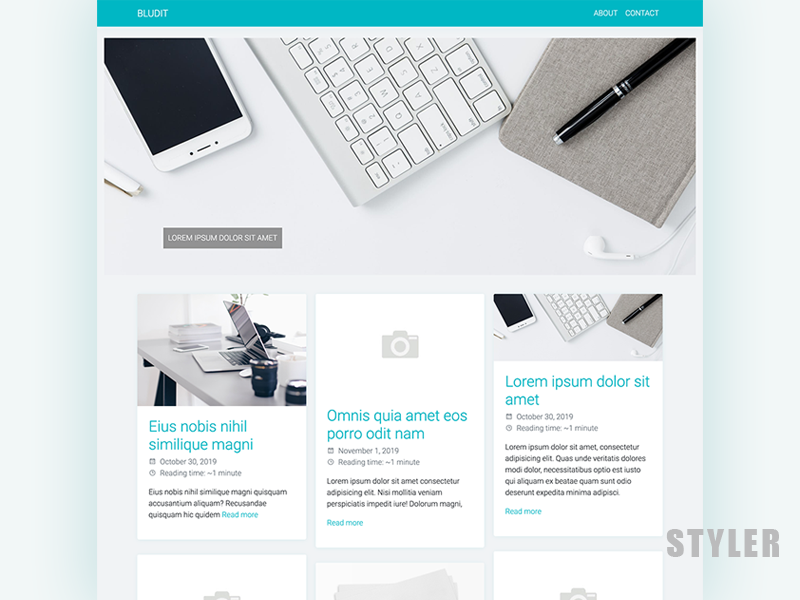 BLUDIT
ABOUT CONTACT
LOREM IPSUM DOLOR SIT AMET
Eius nobis nihil
similique magni
October 30, 2019
Reading time: ~1 minute
Eius nobis nihil similique magni quisquam
accusantium aliquam? Recusandae
quisquam hic quidem Read more
Omnis quia amet eos
porro odit nam
November 1, 2019
Reading time: ~1 minute
Lorem ipsum dolor sit amet, consectetur
adipisicing elit. Nisi mollitia veniam
perspiciatis impedit iure! Dolorum magni,
Read more
Lorem ipsum dolor sit
amet
October 30, 2019
Reading time: ~1 minute
Lorem ipsum dolor sit amet, consectetur
adipisicing elit. Quas unde veritatis dolores
modi dolor, necessitatibus optio est iusto
qui aliquam ex beatae quam sunt odio
deserunt expedita minima adipisci.
Read more
STYLER